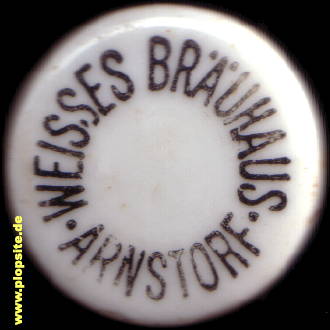 WEISSES BRÄUHAUS
· ARNSTORF ·
www.plopsite.de